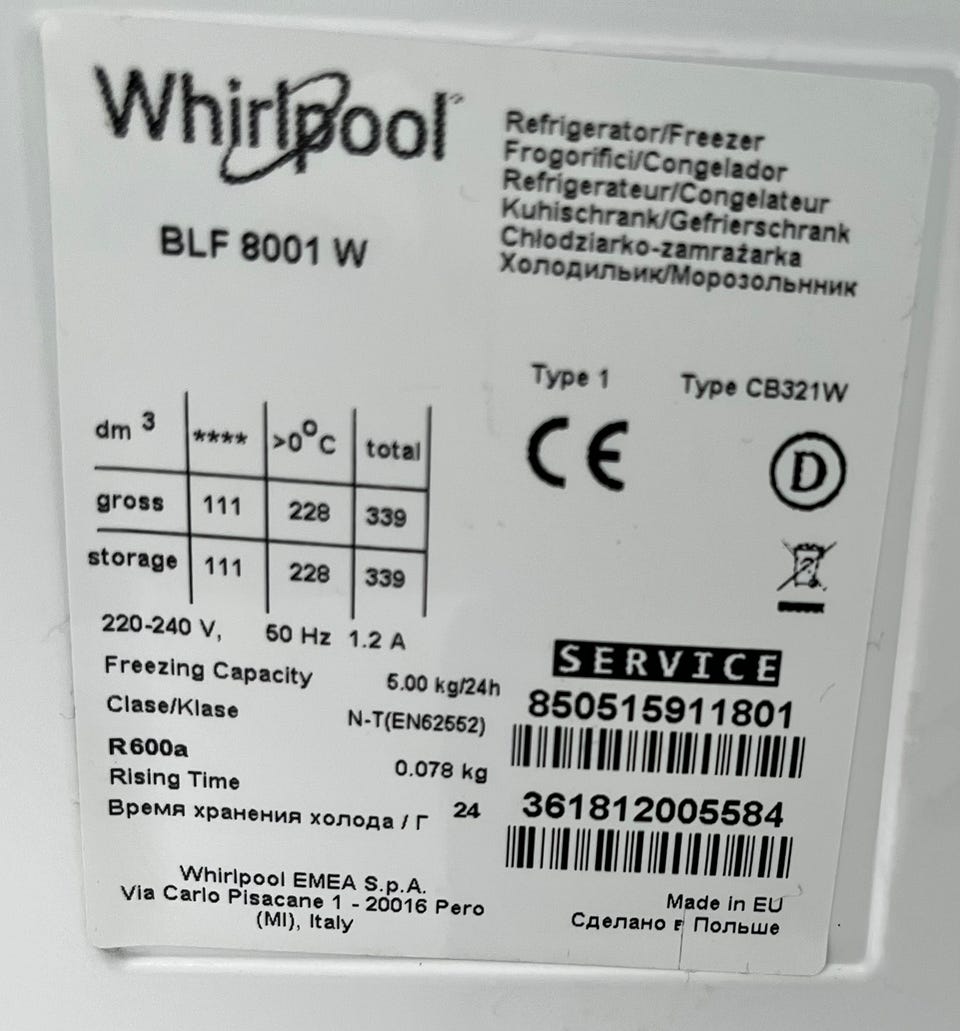 Whirlpool
BLF 8001 W
Refrigerator/Freezer
Frogorifici/Congelador
Refrigerateur/Congelateur
Kuhischrank/Gefrierschrank
Chłodziarko-zamrażarka
Холодильик/Морозольнник
Type 1 Type CB321W
CE
D
dm 3 **** >0°C total
gross 111 228 339
storage 111 228 339
220-240 V, 50 Hz 1.2 A
Freezing Capacity 5.00 kg/24h
Clase/Klase N-T(EN62552)
R600a 0.078 kg
Rising Time 24
Время хранения холода / Г
SERVICE
850515911801
361812005584
Whirlpool EMEA S.p.A.
Via Carlo Pisacane 1 - 20016 Pero
(MI), Italy
Made in EU
Сделано в Польше